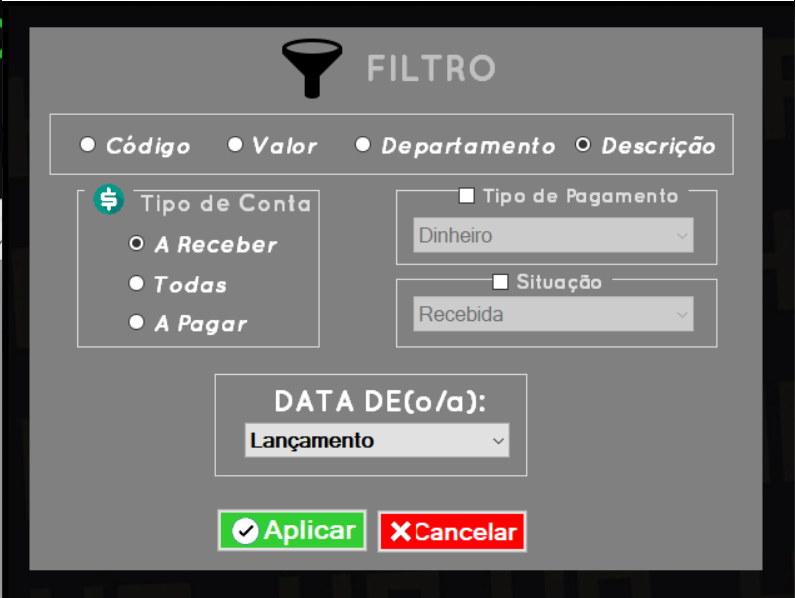 FILTRO
Código Valor Departamento Descrição
Tipo de Conta
A Receber
Todas
A Pagar
Tipo de Pagamento
Dinheiro
Situação
Recebida
DATA DE(o/a):
Lançamento
Aplicar Cancelar